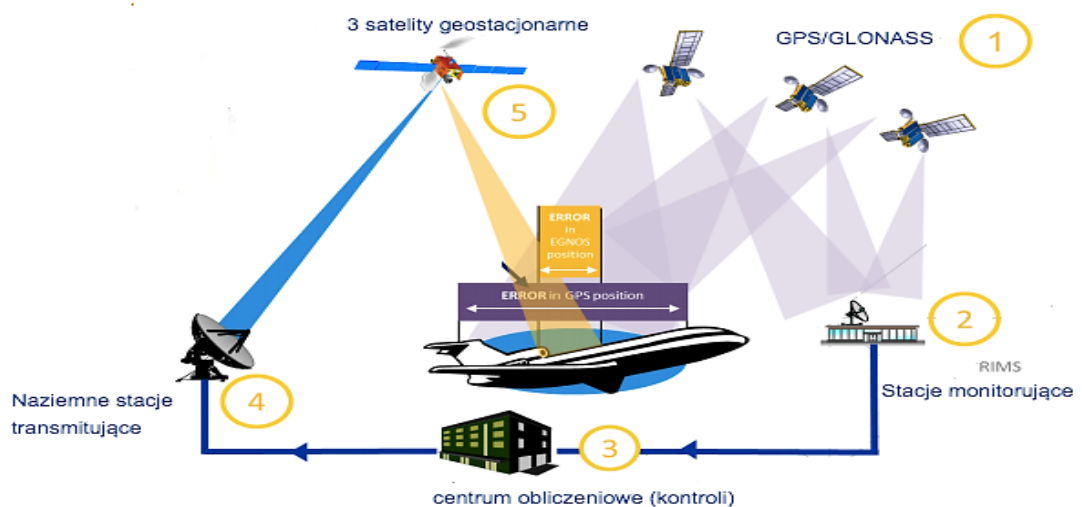 3 satelity geostacjonarne
GPS/GLONASS
1
5
ERROR
in
EGNOS
position
ERROR in GPS position
2
RIMS
Stacje monitorujące
4
Naziemne stacje
transmitujące
3
centrum obliczeniowe (kontroli)